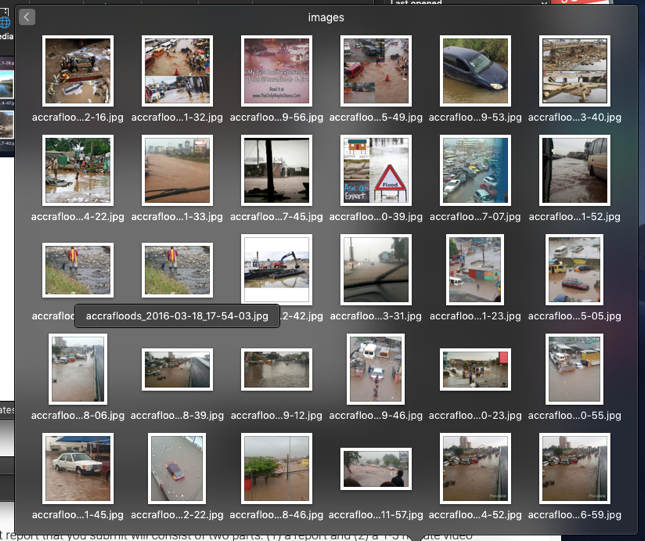 Last opened
images
edia
accrafloo...2-16.jpg
accrafloo...1-32.jpg
accrafloo...9-56.jpg
accrafloo...5-49.jpg
accrafloo...9-53.jpg
accrafloo...3-40.jpg
accrafloo...4-22.jpg
accrafloo...1-33.jpg
accrafloo...7-45.jpg
Flood
Expert
accrafloo...0-39.jpg
accrafloo...7-07.jpg
accrafloo...1-52.jpg
accrafloo
accrafloods_2016-03-18_17-54-03.jpg
2-42.jpg
accrafloo...3-31.jpg
accrafloo...1-23.jpg
accrafloo...5-05.jpg
accrafloo...8-06.jpg
accrafloo...8-39.jpg
accrafloo...9-12.jpg
accrafloo...9-46.jpg
accrafloo...0-23.jpg
accrafloo...0-55.jpg
ates
accrafloo...1-45.jpg
accrafloo...2-22.jpg
accrafloo...8-46.jpg
accrafloo...11-57.jpg
accrafloo...4-52.jpg
accrafloo...6-59.jpg
t report that you submit will consist of two parts: (1) a report and (2) a 1-3 minute video